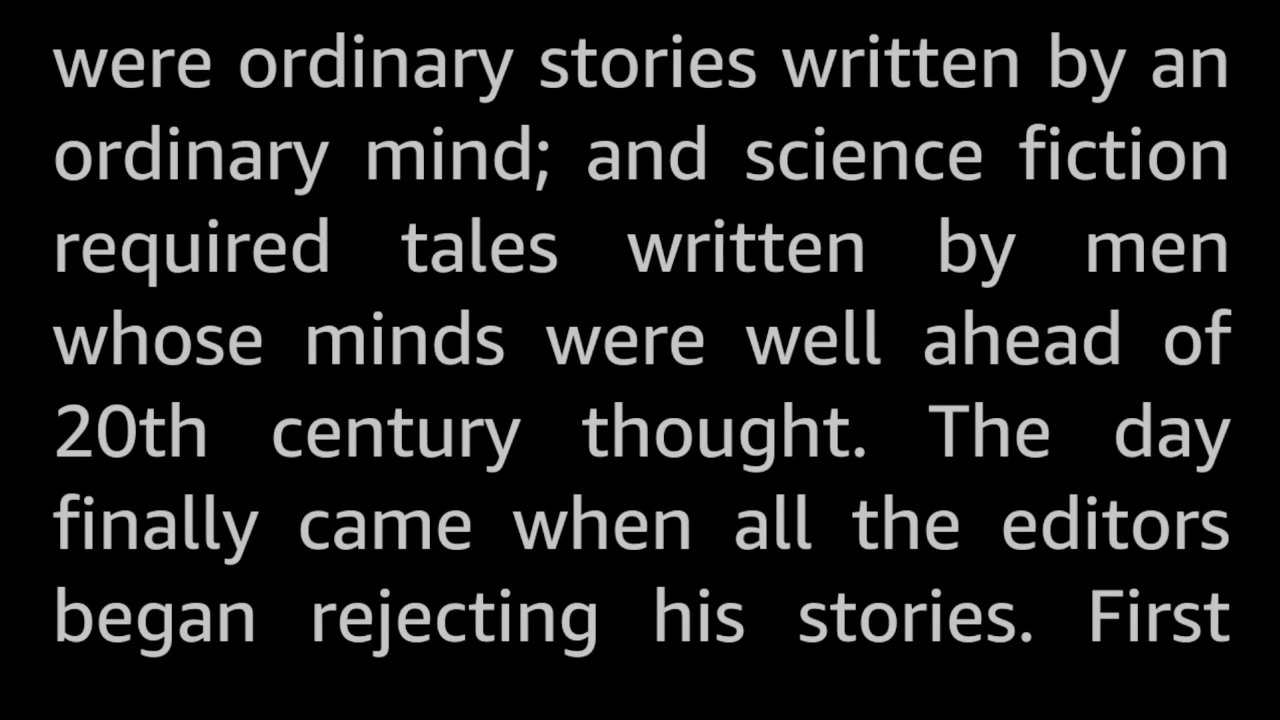 were ordinary stories written by an
ordinary mind; and science fiction
required tales written by men
whose minds were well ahead of
20th century thought. The day
finally came when all the editors
began rejecting his stories. First